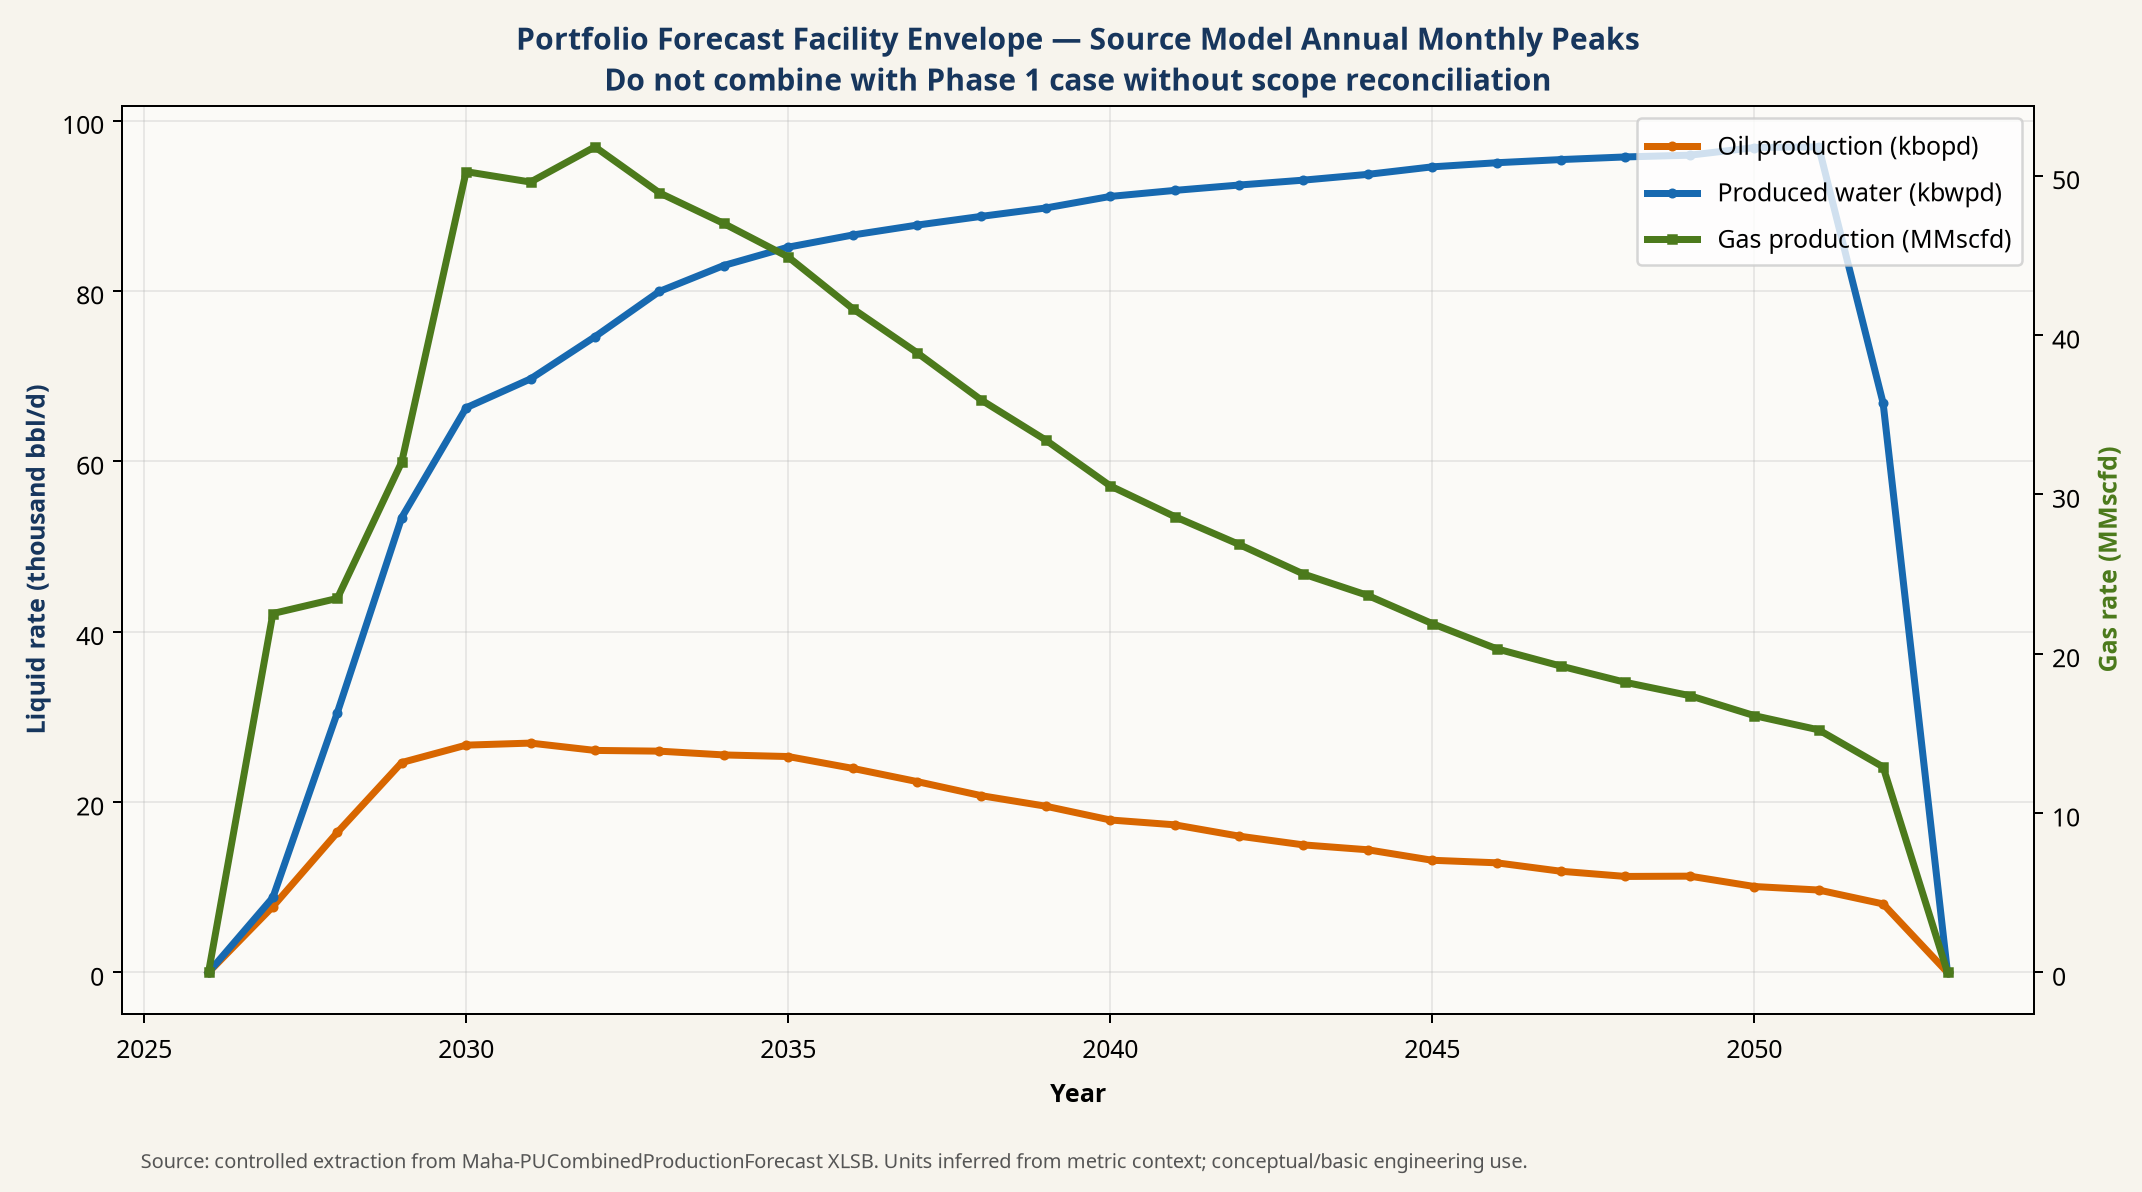 Portfolio Forecast Facility Envelope — Source Model Annual Monthly Peaks
Do not combine with Phase 1 case without scope reconciliation
Liquid rate (thousand bbl/d)
100
80
60
40
20
0
Oil production (kbopd)
Produced water (kbwpd)
Gas production (MMscfd)
50
40
30
20
10
0
Gas rate (MMscfd)
2025 2030 2035 2040 2045 2050
Year
Source: controlled extraction from Maha-PUCombinedProductionForecast XLSB. Units inferred from metric context; conceptual/basic engineering use.